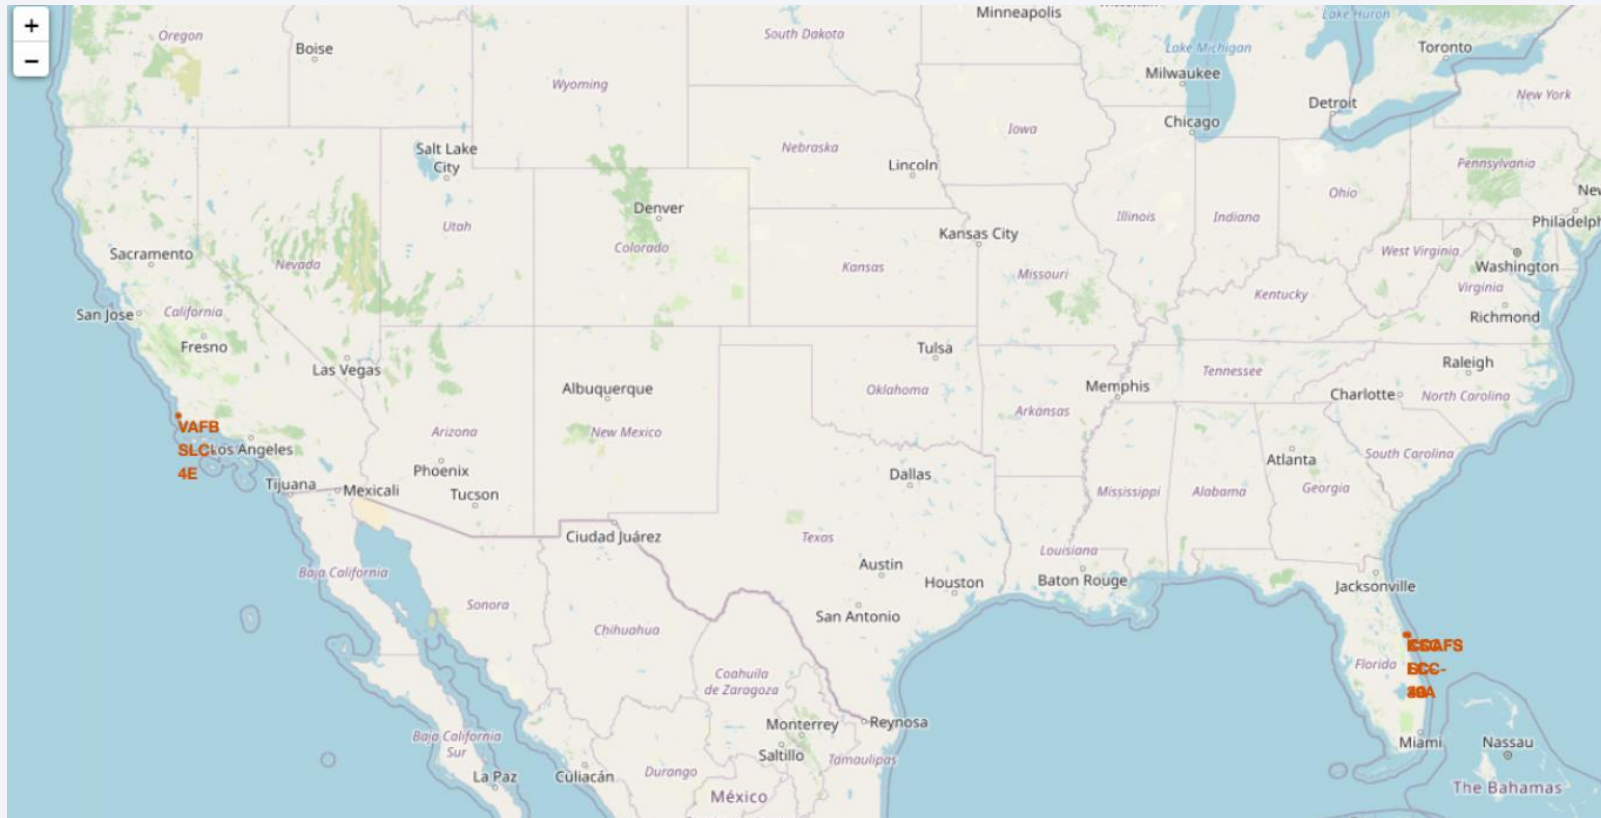 +
−
Oregon
Boise
South Dakota
Minneapolis
Lake Huron
Toronto
Lake Michigan
Milwaukee
Wyoming
Detroit
New York
Chicago
Iowa
Nebraska
Salt Lake
City
Lincoln
Pennsylvania
Ohio
Denver
Illinois
Indiana
Philadelph
Utah
Colorado
Kansas City
Sacramento
Nevada
Kansas
Missouri
West Virginia
Washington
Kentucky
Virginia
San Jose
California
Richmond
Fresno
Las Vegas
Tulsa
Raleigh
Tennessee
Albuquerque
Oklahoma
Memphis
Charlotte
North Carolina
Arkansas
VAFB
SLC-
4E
Los Angeles
Arizona
New Mexico
South Carolina
Atlanta
Phoenix
Dallas
Tijuana
Mexicali
Tucson
Mississippi
Alabama
Georgia
Ciudad Juárez
Texas
Louisiana
Austin
Baja California
Houston
Baton Rouge
Jacksonville
Sonora
San Antonio
Chihuahua
Florida
Coahuila
de Zaragoza
Monterrey
Reynosa
Baja California
Sur
Saltillo
Tamaulipas
Miami
Nassau
La Paz
Culiacán
Durango
México
The Bahamas